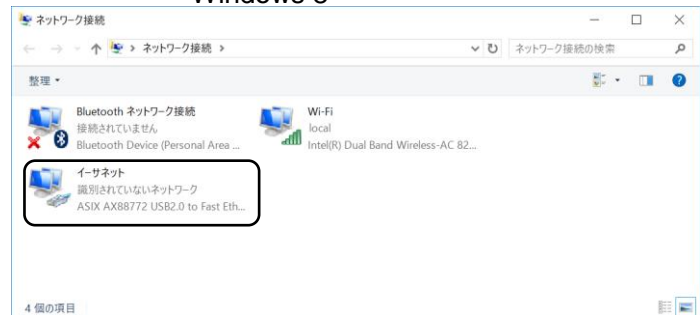 ネットワーク接続
ネットワーク接続
ネットワーク接続の検索
整理
Bluetooth ネットワーク接続
接続されていません
Bluetooth Device (Personal Area ...
Wi-Fi
local
Intel(R) Dual Band Wireless-AC 82...
イーサネット
識別されていないネットワーク
ASIX AX88772 USB2.0 to Fast Eth...
4 個の項目